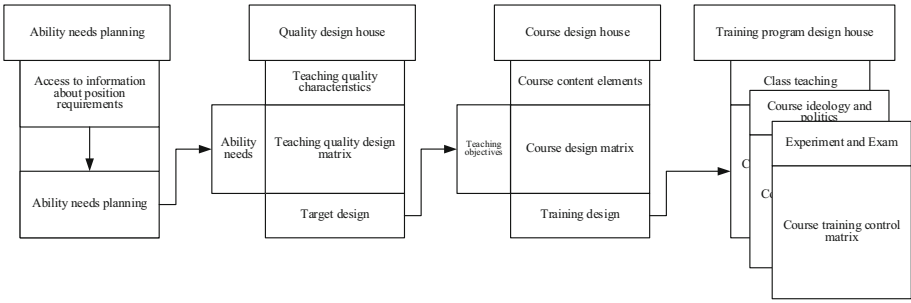 Ability needs planning
Access to information
about position
requirements
Ability needs planning
Quality design house
Teaching quality
characteristics
Ability
needs
Teaching quality design
matrix
Target design
Course design house
Course content elements
Teaching
objectives
Course design matrix
Training design
Training program design house
Class teaching
Course ideology and
politics
Experiment and Exam
C
Co
Course training control
matrix